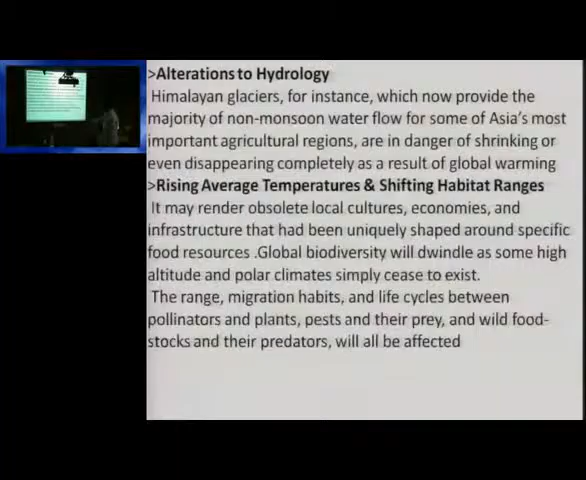 >Alterations to Hydrology
Himalayan glaciers, for instance, which now provide the
majority of non-monsoon water flow for some of Asia's most
important agricultural regions, are in danger of shrinking or
even disappearing completely as a result of global warming
>Rising Average Temperatures & Shifting Habitat Ranges
It may render obsolete local cultures, economies, and
infrastructure that had been uniquely shaped around specific
food resources .Global biodiversity will dwindle as some high
altitude and polar climates simply cease to exist.
The range, migration habits, and life cycles between
pollinators and plants, pests and their prey, and wild food-
stocks and their predators, will all be affected